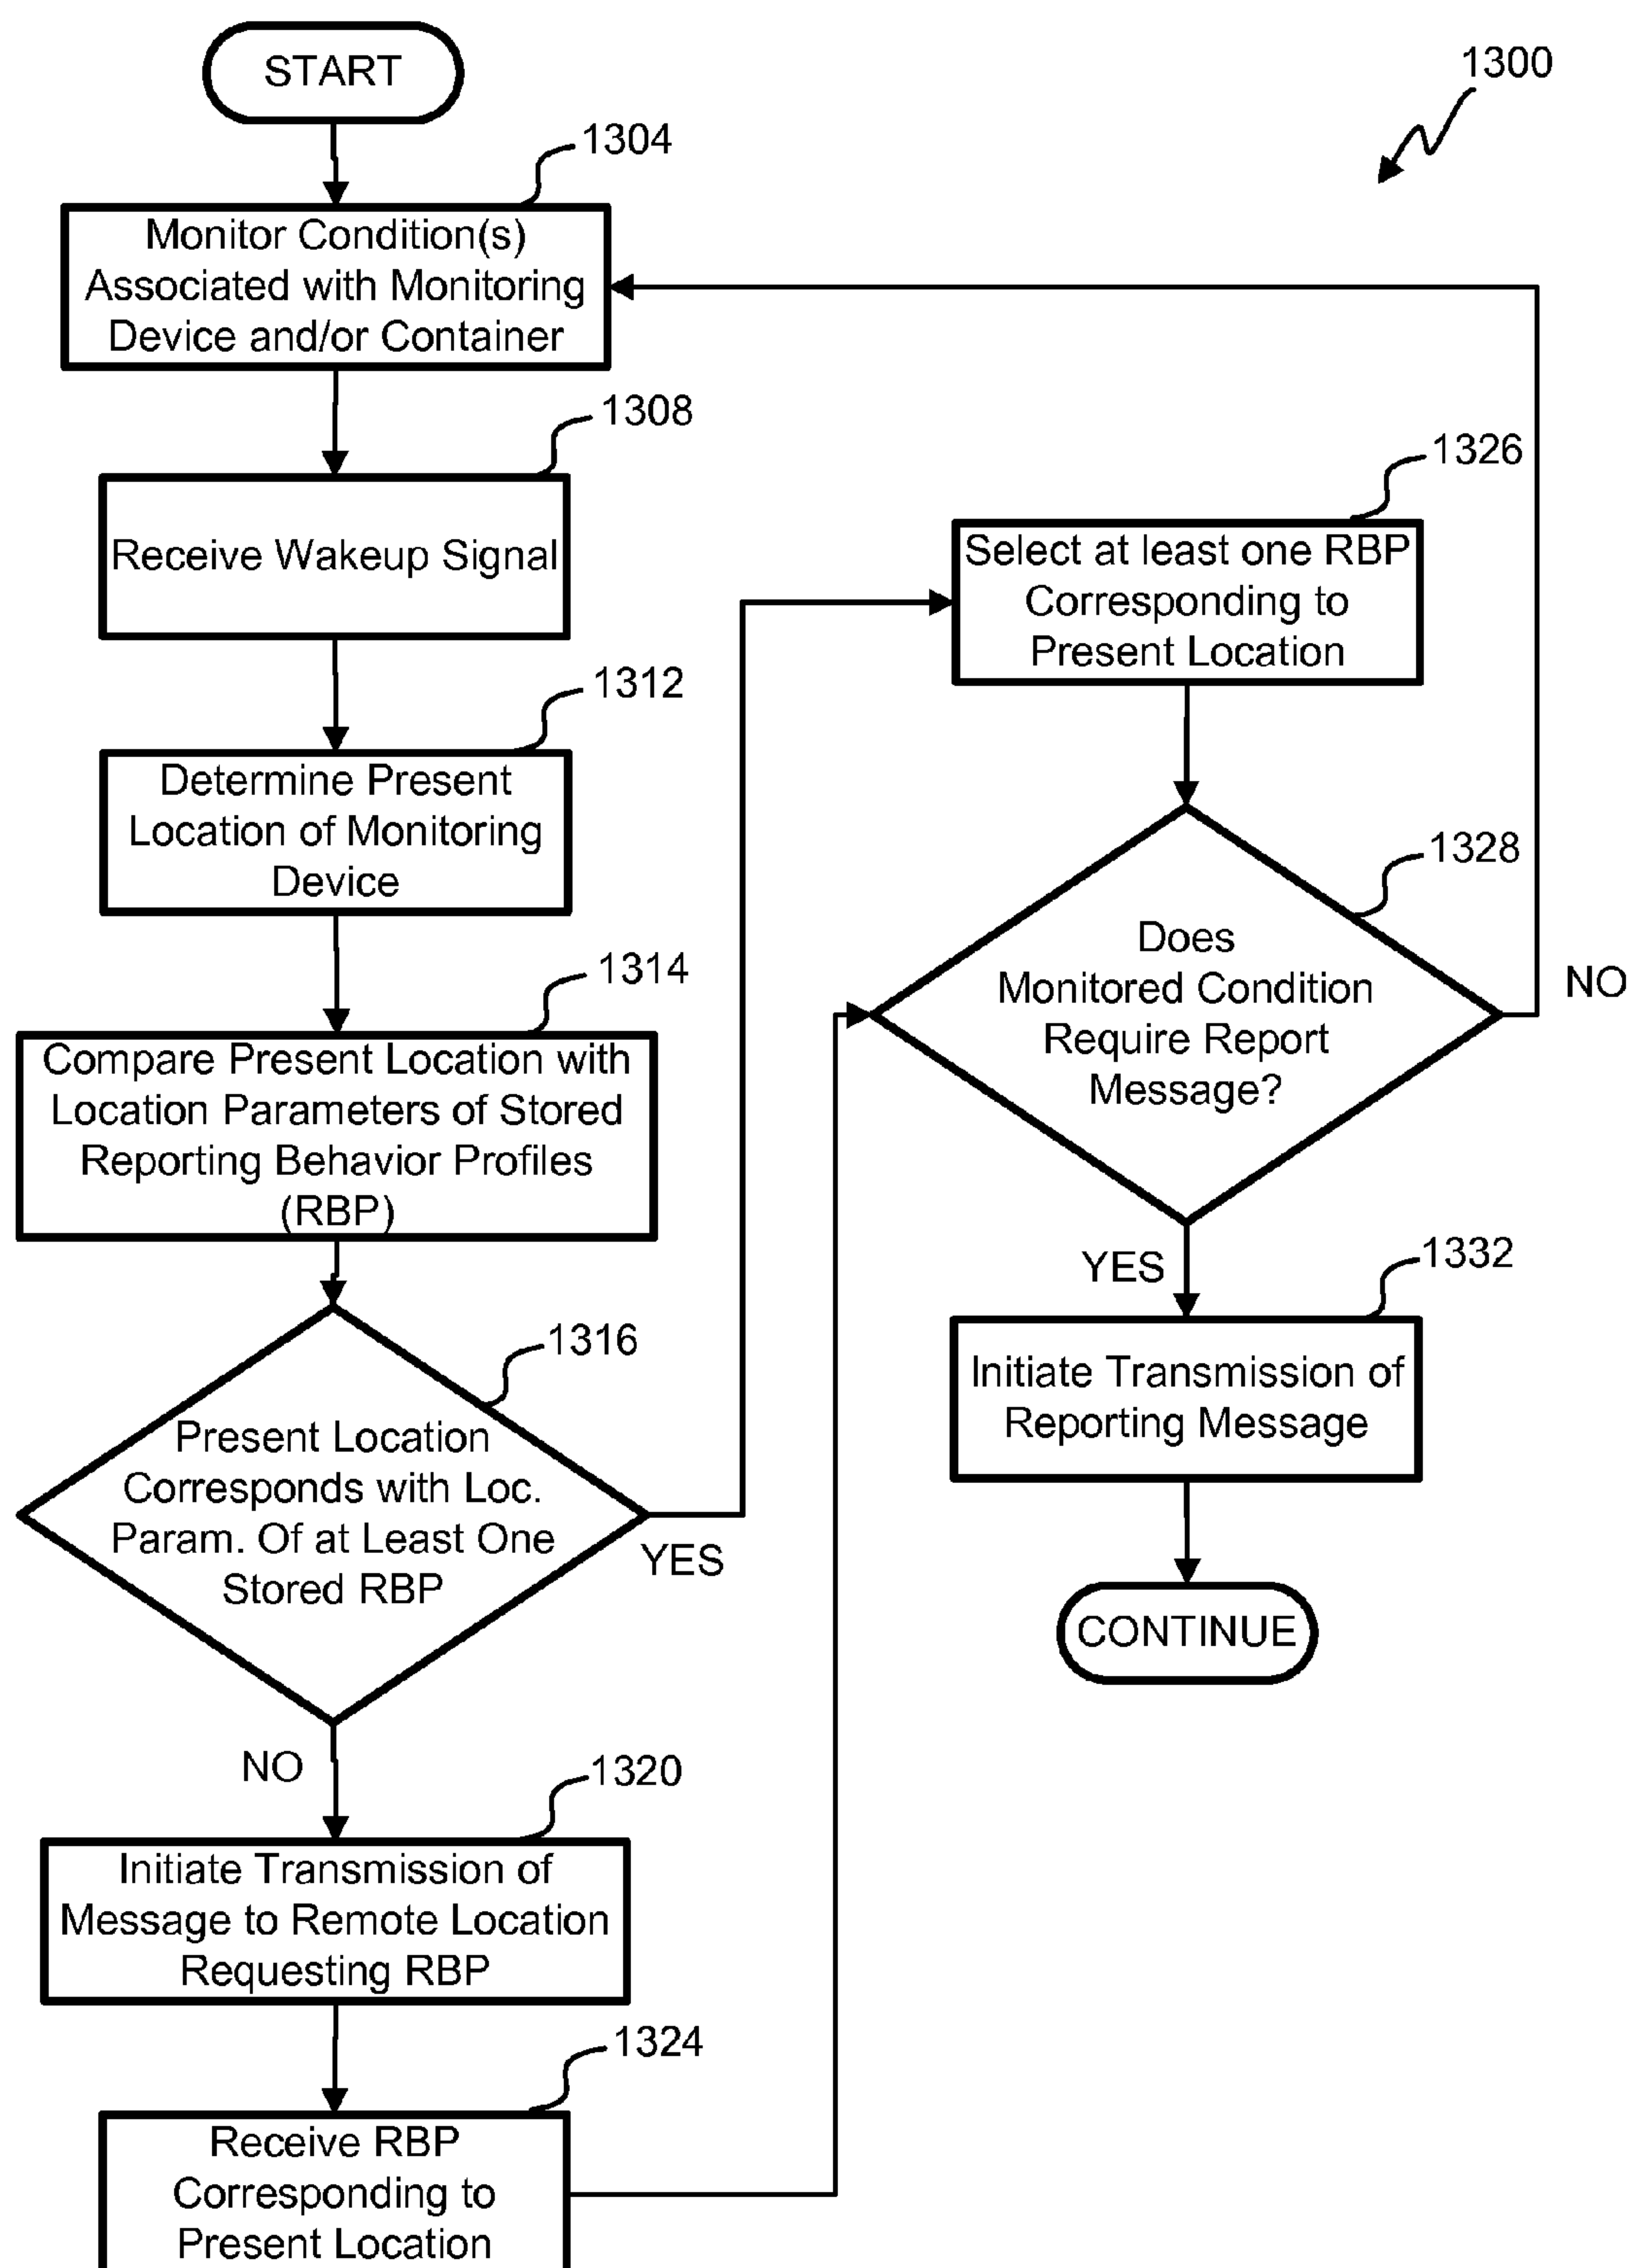 START
1300
1304
Monitor Condition(s)
Associated with Monitoring
Device and/or Container
1308
Receive Wakeup Signal
1312
Determine Present
Location of Monitoring
Device
1314
Compare Present Location with
Location Parameters of Stored
Reporting Behavior Profiles
(RBP)
1316
Present Location
Corresponds with Loc.
Param. Of at Least One
Stored RBP
YES
NO
1320
Initiate Transmission of
Message to Remote Location
Requesting RBP
1324
Receive RBP
Corresponding to
Present Location
1326
Select at least one RBP
Corresponding to
Present Location
1328
Does
Monitored Condition
Require Report
Message?
NO
YES
1332
Initiate Transmission of
Reporting Message
CONTINUE